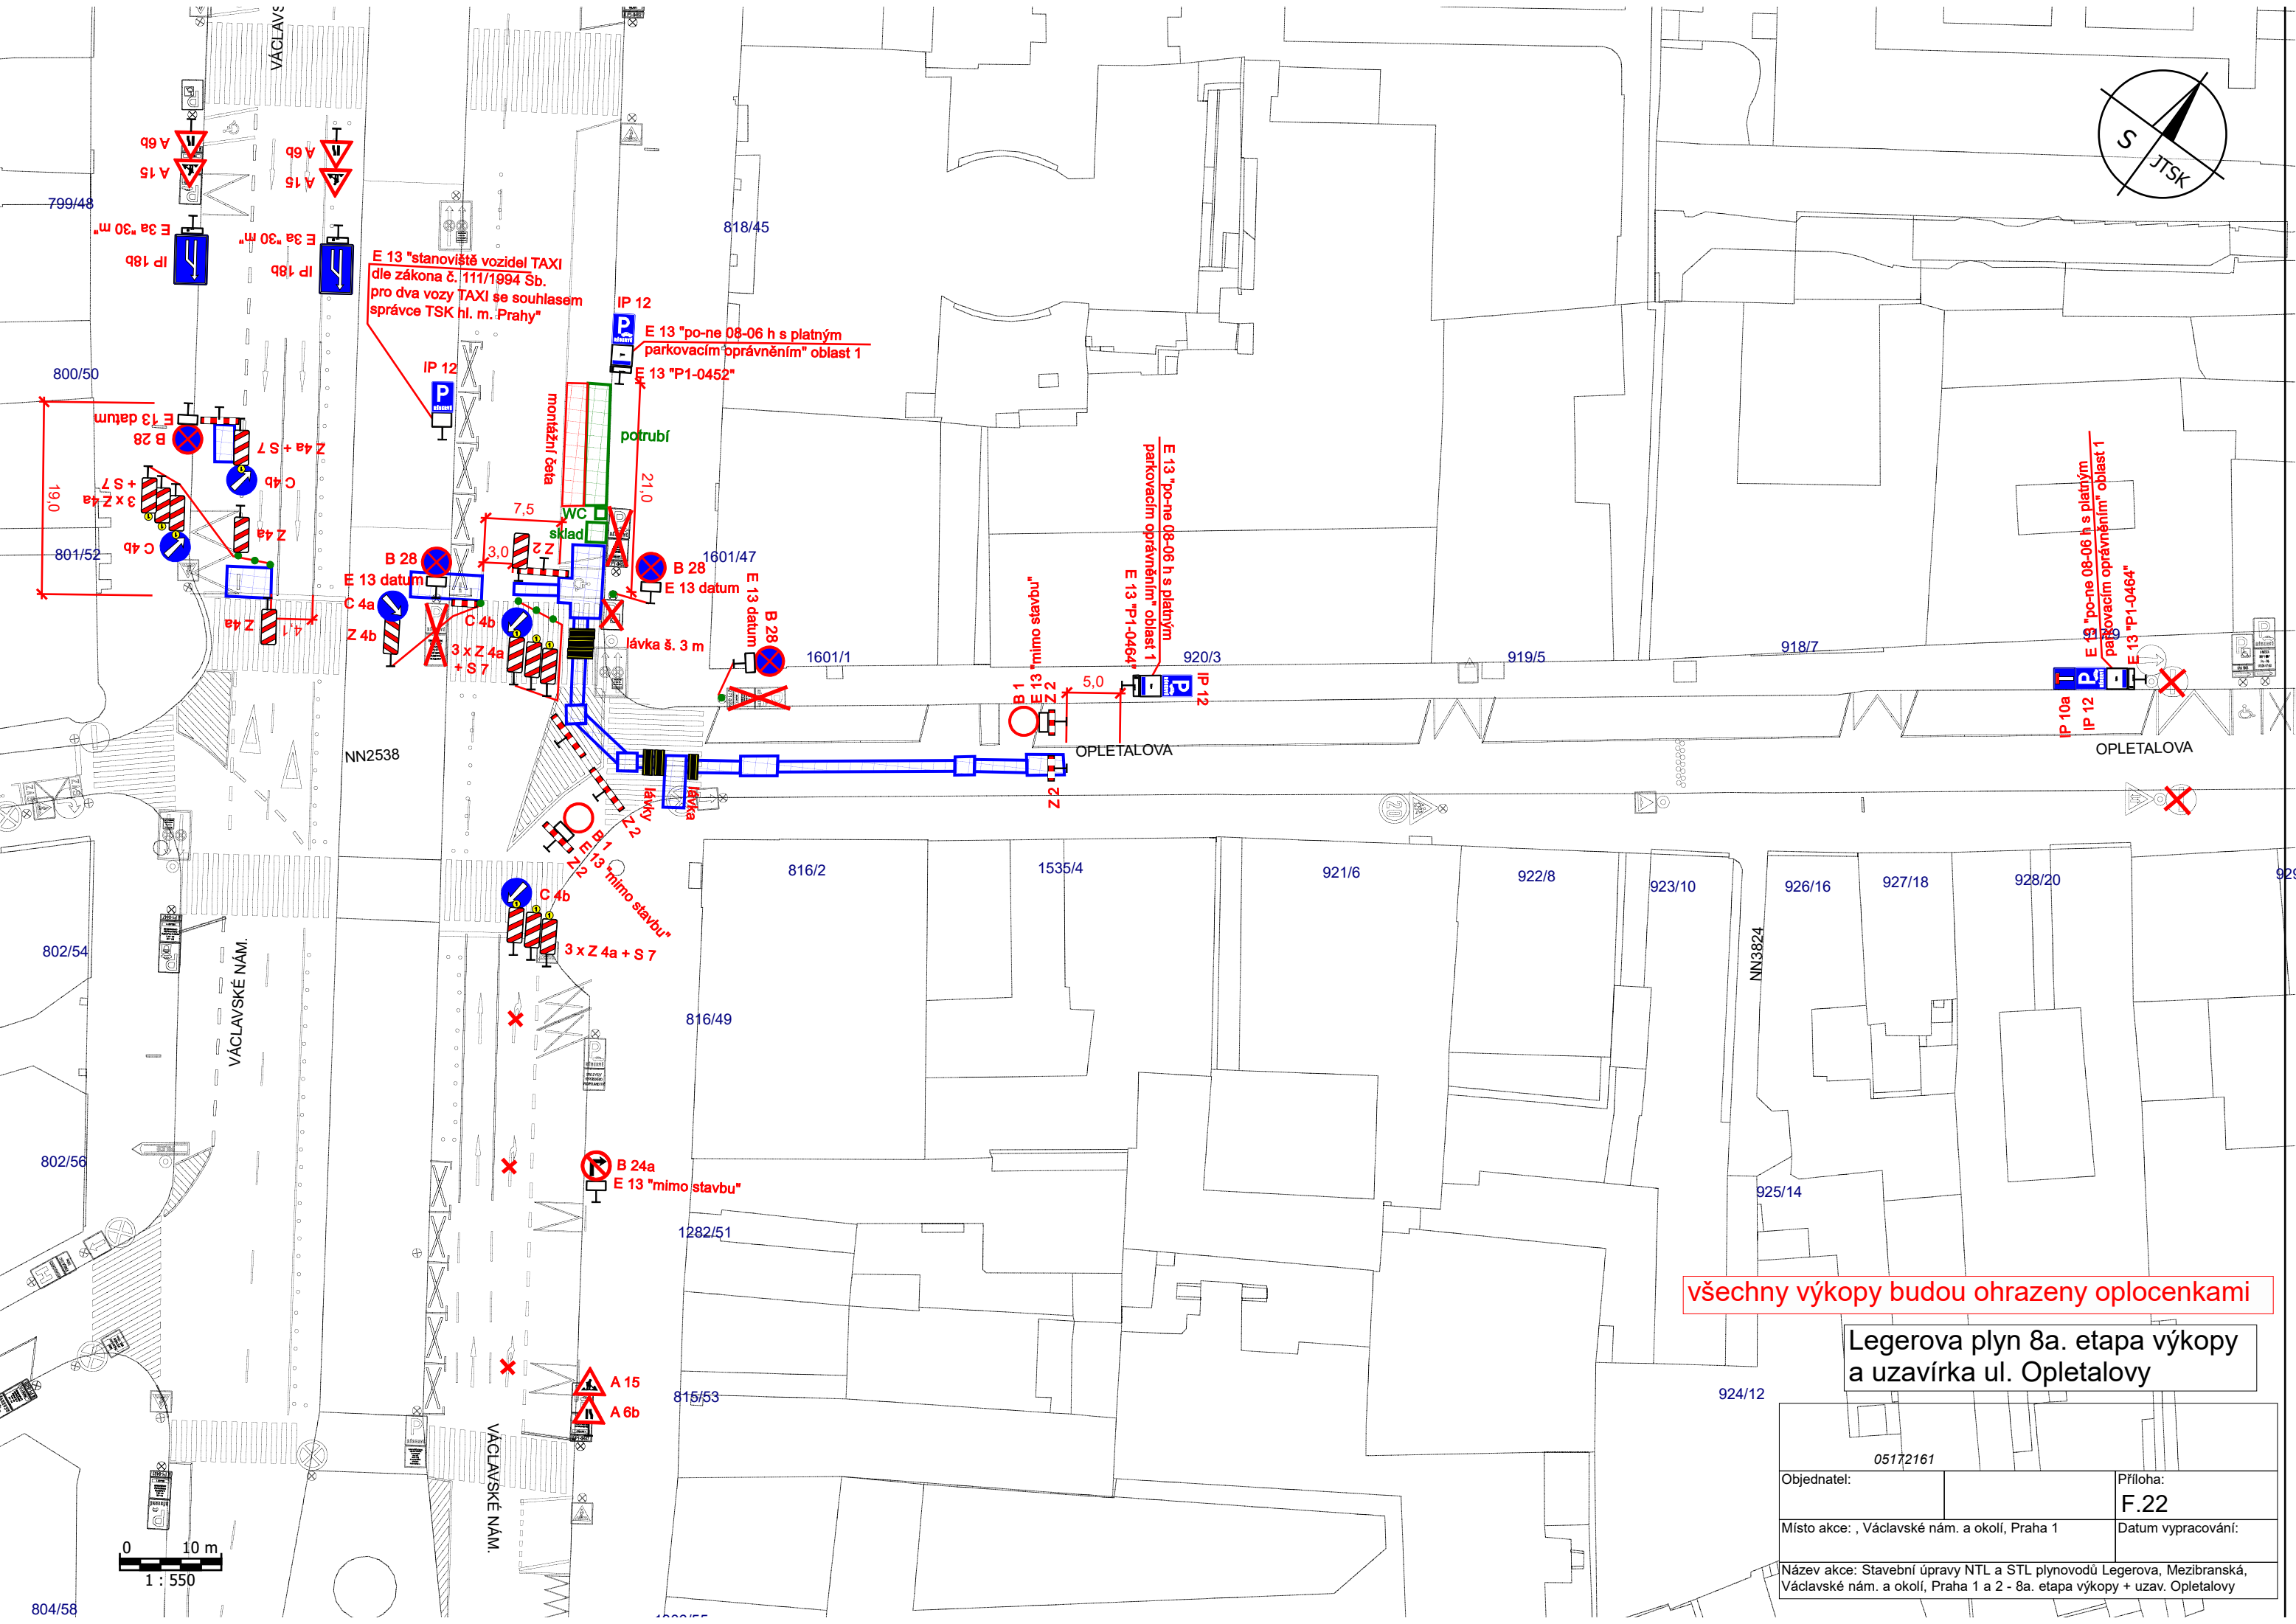 VÁCLAVS
A 6b
A 15
A 6b
A 15
799/48
E 3a "30 m"
IP 18b
E 3a "30 m"
IP 18b
818/45
S
JTSK
E 13 "stanoviště vozidel TAXI
dle zákona č. 111/1994 Sb.
pro dva vozy TAXI se souhlasem
správce TSK hl. m. Prahy"
IP 12
IP 12
E 13 "po-ne 08-06 h s platným
parkovacím oprávněním" oblast 1
E 13 "P1-0452"
800/50
E 13 datum
B 28
Z 4a + S 7
C 4b
3 x Z 4a
+ S 7
Z 4a
C 4b
19,0
801/52
Z 4a
4,1
montážní četa
potrubí
21,0
WC
sklad
7,5
3,0
Z 2
B 28
E 13 datum
C 4a
Z 4b
C 4b
3 x Z 4a
+ S 7
1601/47
B 28
E 13 datum
lávka š. 3 m
E 13 datum
B 28
1601/1
B 1
E 13 "mimo stavbu"
Z 2
5,0
E 13 "po-ne 08-06 h s platným
parkovacím oprávněním" oblast 1
E 13 "P1-0464"
IP 12
920/3
919/5
918/7
917/9
E 13 "po-ne 08-06 h s platným
parkovacím oprávněním" oblast 1
E 13 "P1-0464"
IP 10a
IP 12
OPLETALOVA
OPLETALOVA
NN2538
lávky
lávka
Z 2
Z 2
B 1
E 13 "mimo stavbu"
Z 2
20
816/2
1535/4
921/6
922/8
923/10
926/16
927/18
928/20
929
C 4b
3 x Z 4a + S 7
802/54
VÁCLAVSKÉ NÁM.
NN3824
816/49
802/56
B 24a
E 13 "mimo stavbu"
925/14
1282/51
všechny výkopy budou ohrazeny oplocenkami
Legerova plyn 8a. etapa výkopy
a uzavírka ul. Opletalovy
A 15
A 6b
815/53
924/12
VÁCLAVSKÉ NÁM.
05172161
Objednatel:
Příloha:
F.22
Místo akce: , Václavské nám. a okolí, Praha 1
Datum vypracování:
Název akce: Stavební úpravy NTL a STL plynovodů Legerova, Mezibranská,
Václavské nám. a okolí, Praha 1 a 2 - 8a. etapa výkopy + uzav. Opletalovy
0 10 m
1 : 550
804/58